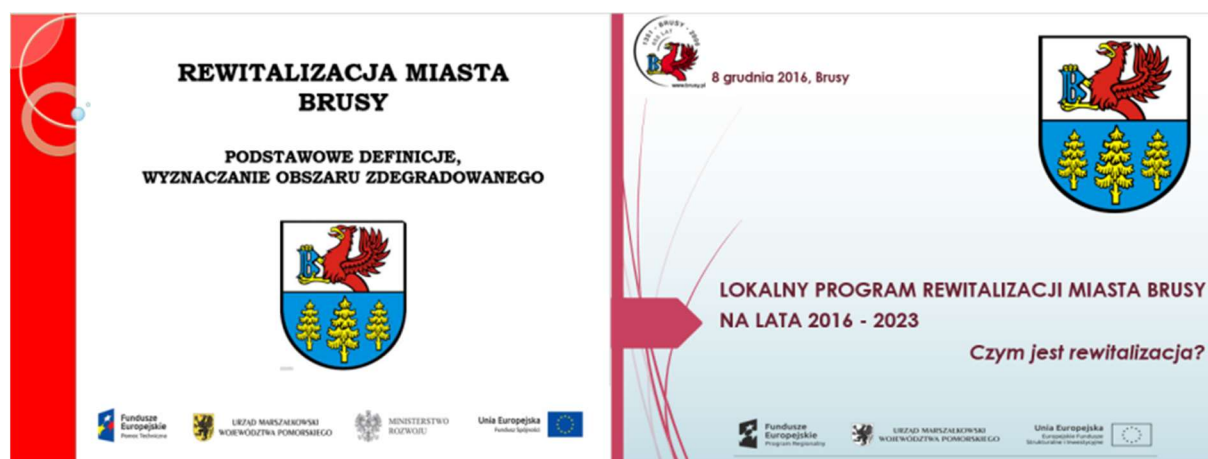 REWITALIZACJA MIASTA
BRUSY
PODSTAWOWE DEFINICJE,
WYZNACZANIE OBSZARU ZDEGRADOWANEGO
B
Fundusze
Europejskie
Pomoc Techniczna
URZĄD MARSZAŁKOWSKI
WOJEWÓDZTWA POMORSKIEGO
MINISTERSTWO
ROZWOJU
Unia Europejska
Fundusz Spójności
BRUSY
www.brusy.pl
8 grudnia 2016, Brusy
B
LOKALNY PROGRAM REWITALIZACJI MIASTA BRUSY
NA LATA 2016 - 2023
Czym jest rewitalizacja?
Fundusze
Europejskie
Program Regionalny
URZĄD MARSZAŁKOWSKI
WOJEWÓDZTWA POMORSKIEGO
Unia Europejska
Europejskie Fundusze
Strukturalne i Inwestycyjne